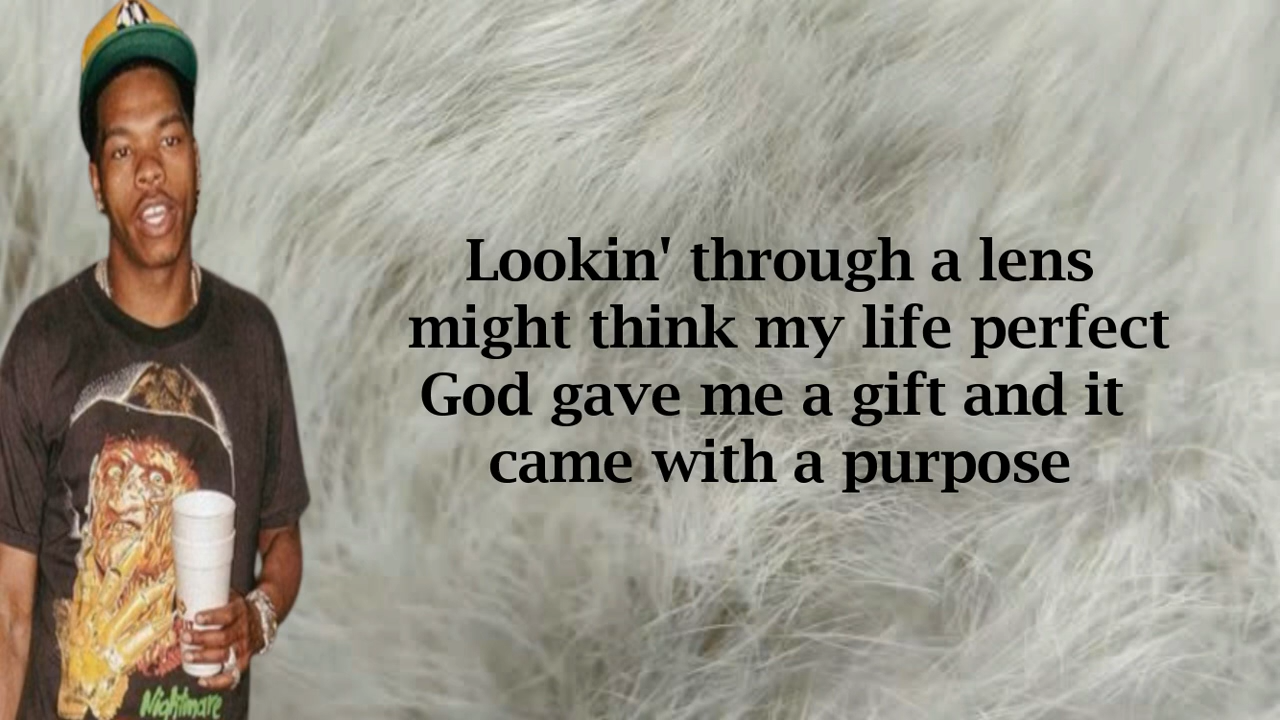 Lookin' through a lens
might think my life perfect
God gave me a gift and it
came with a purpose
Nightmare